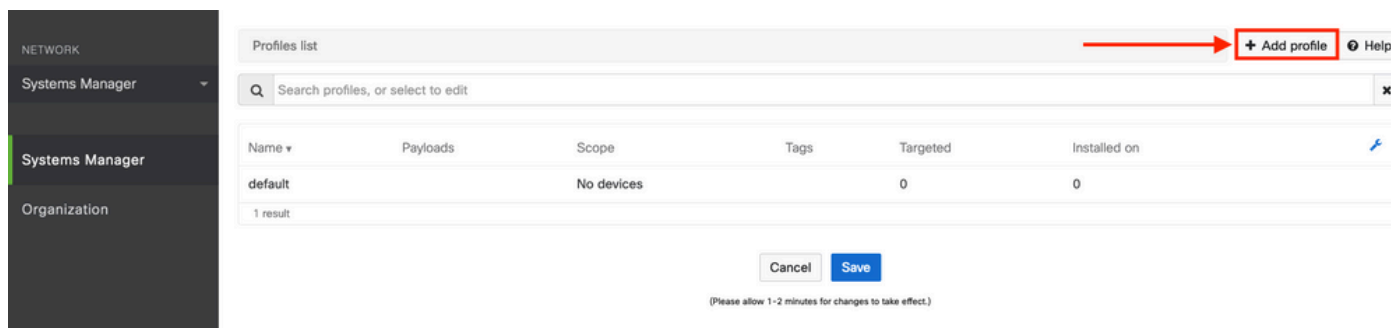 NETWORK
Systems Manager
Systems Manager
Organization
Profiles list
+ Add profile
Help
Search profiles, or select to edit
Name Payloads Scope Tags Targeted Installed on
default No devices 0 0
1 result
Cancel Save
(Please allow 1-2 minutes for changes to take effect.)